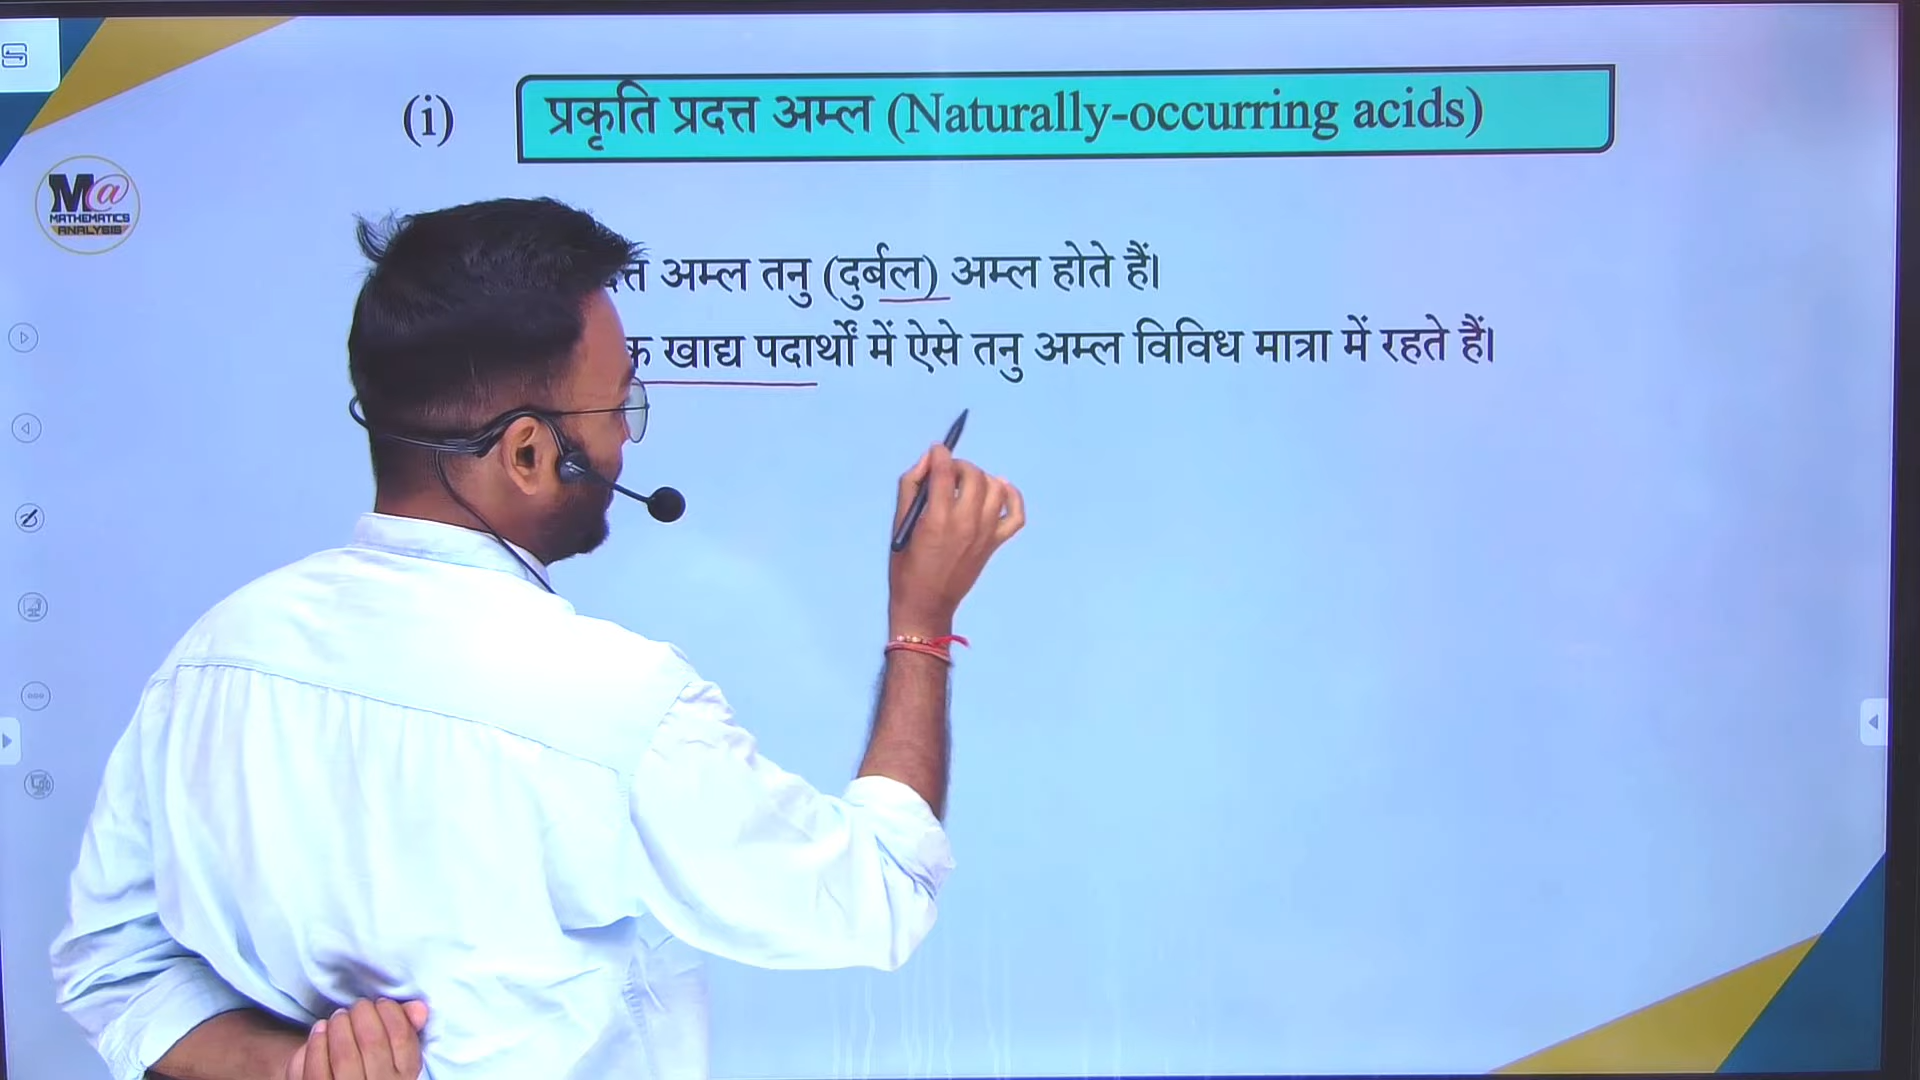 (i) प्रकृति प्रदत्त अम्ल (Naturally-occurring acids)
M@
MATHEMATICS
ANALYSIS
अम्ल तनु (दुर्बल) अम्ल होते हैं।
खाद्य पदार्थों में ऐसे तनु अम्ल विविध मात्रा में रहते हैं।